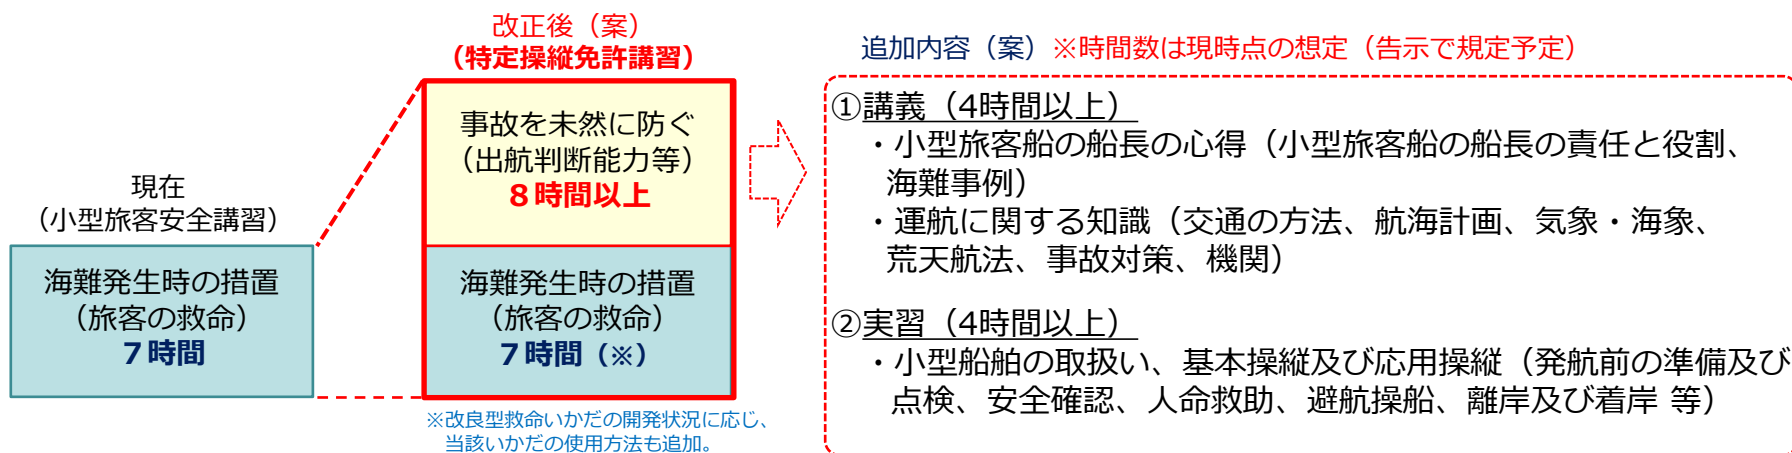 現在
（小型旅客安全講習）
海難発生時の措置
（旅客の救命）
７時間
改正後（案）
（特定操縦免許講習）
事故を未然に防ぐ
（出航判断能力等）
８時間以上
海難発生時の措置
（旅客の救命）
７時間（※）
※改良型救命いかだの開発状況に応じ、
当該いかだの使用方法も追加。
追加内容（案）※時間数は現時点の想定（告示で規定予定）
①講義（4時間以上）
・小型旅客船の船長の心得（小型旅客船の船長の責任と役割、
海難事例）
・運航に関する知識（交通の方法、航海計画、気象・海象、
荒天航法、事故対策、機関）
②実習（4時間以上）
・小型船舶の取扱い、基本操縦及び応用操縦（発航前の準備及び
点検、安全確認、人命救助、避航操船、離岸及び着岸 等）